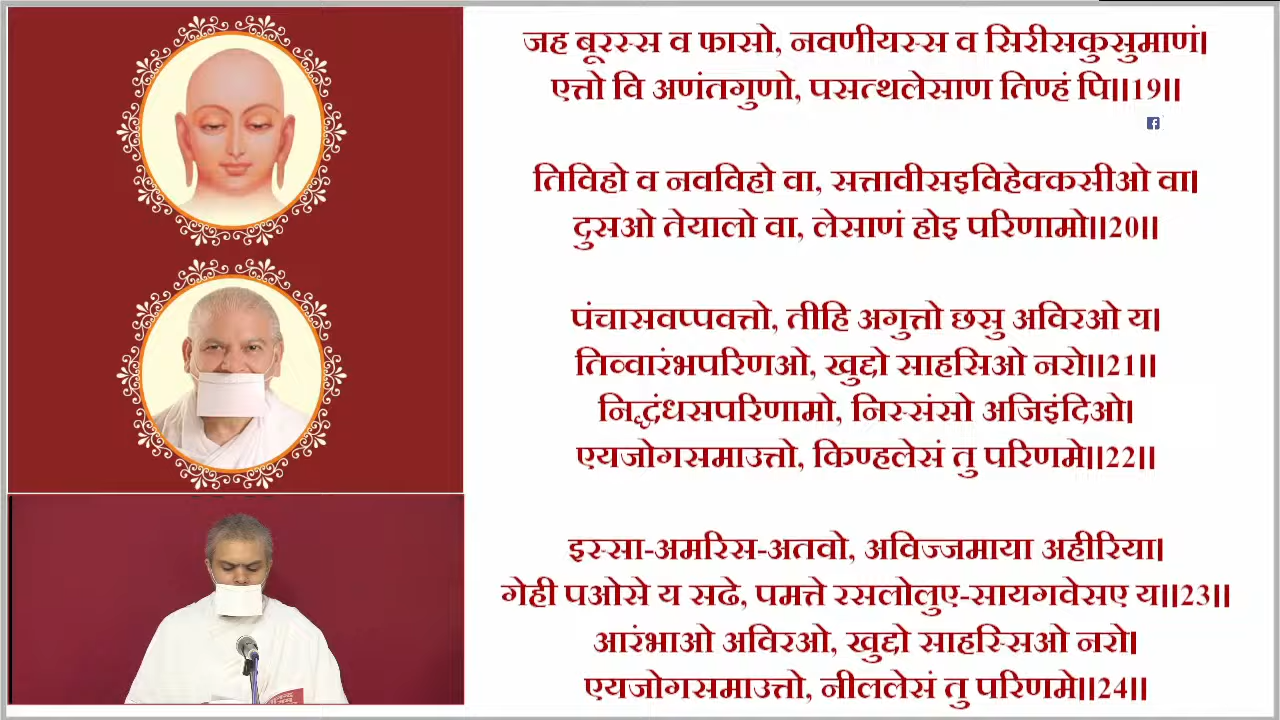 जह बूरस्स व फासो, नवणीयस्स व सिरीसकुसुमाणं।
एत्तो वि अणंतगुणो, पसत्थलेसाण तिण्हं पि॥19॥
तिविहो व नवविहो वा, सत्तावीसइविहेक्कसीओ वा।
दुसओ तेयालो वा, लेसाणं होइ परिणामो॥20॥
पंचासवप्पवत्तो, तीहि अगुत्तो छसु अविरओ य।
तिव्वारंभपरिणओ, खुद्दो साहसिओ नरो॥21॥
निद्धंधसपरिणामो, निस्संसो अजिइंदिओ।
एयजोगसमाउत्तो, किण्हलेसं तु परिणमे॥22॥
इस्सा-अमरिस-अतवो, अविज्जमाया अहीरिया।
गेही पओसे य सढे, पमत्ते रसलोलुए-सायगवेसए य॥23॥
आरंभाओ अविरओ, खुद्दो साहस्सिओ नरो।
एयजोगसमाउत्तो, नीललेसं तु परिणमे॥24॥